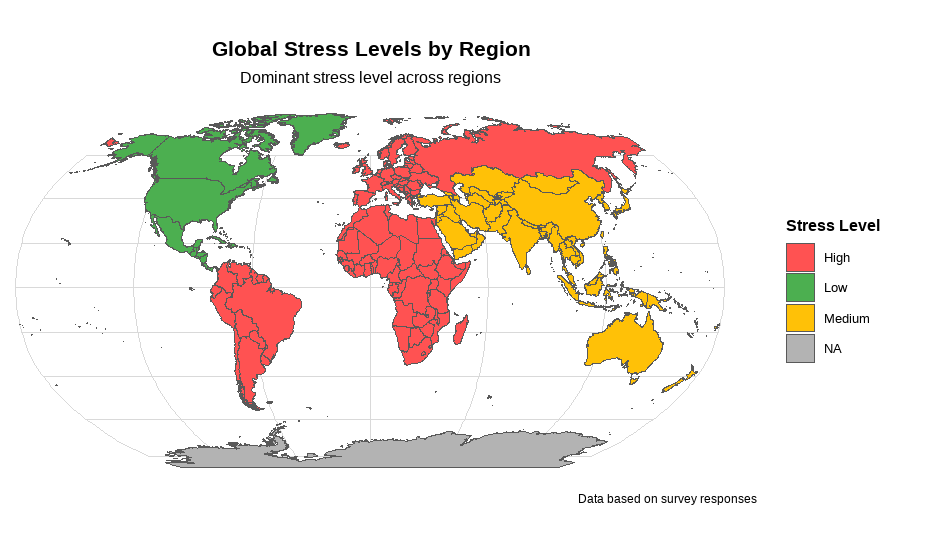 Global Stress Levels by Region
Dominant stress level across regions
Stress Level
High
Low
Medium
NA
Data based on survey responses